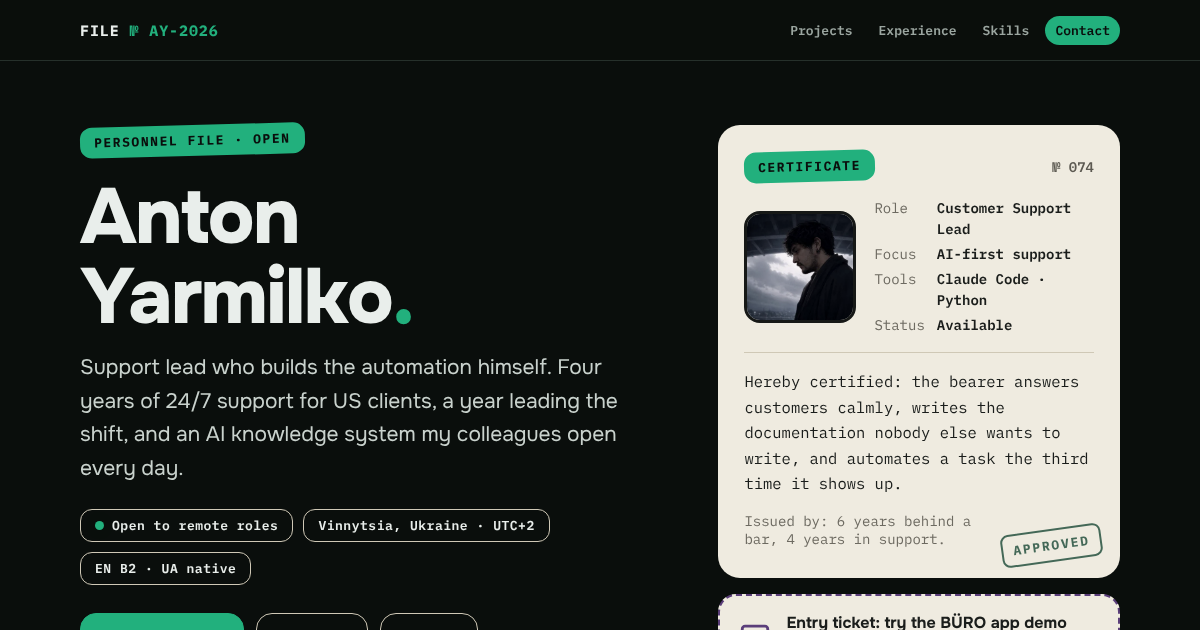 FILE № AY-2026
Projects Experience Skills Contact
PERSONNEL FILE · OPEN
Anton
Yarmilko.
Support lead who builds the automation himself. Four
years of 24/7 support for US clients, a year leading the
shift, and an AI knowledge system my colleagues open
every day.
Open to remote roles
Vinnytsia, Ukraine · UTC+2
EN B2 · UA native
CERTIFICATE
№ 074
Role Customer Support
Lead
Focus AI-first support
Tools Claude Code ·
Python
Status Available
Hereby certified: the bearer answers
customers calmly, writes the
documentation nobody else wants to
write, and automates a task the third
time it shows up.
Issued by: 6 years behind a
bar, 4 years in support.
APPROVED
Entry ticket: try the BÜRO app demo